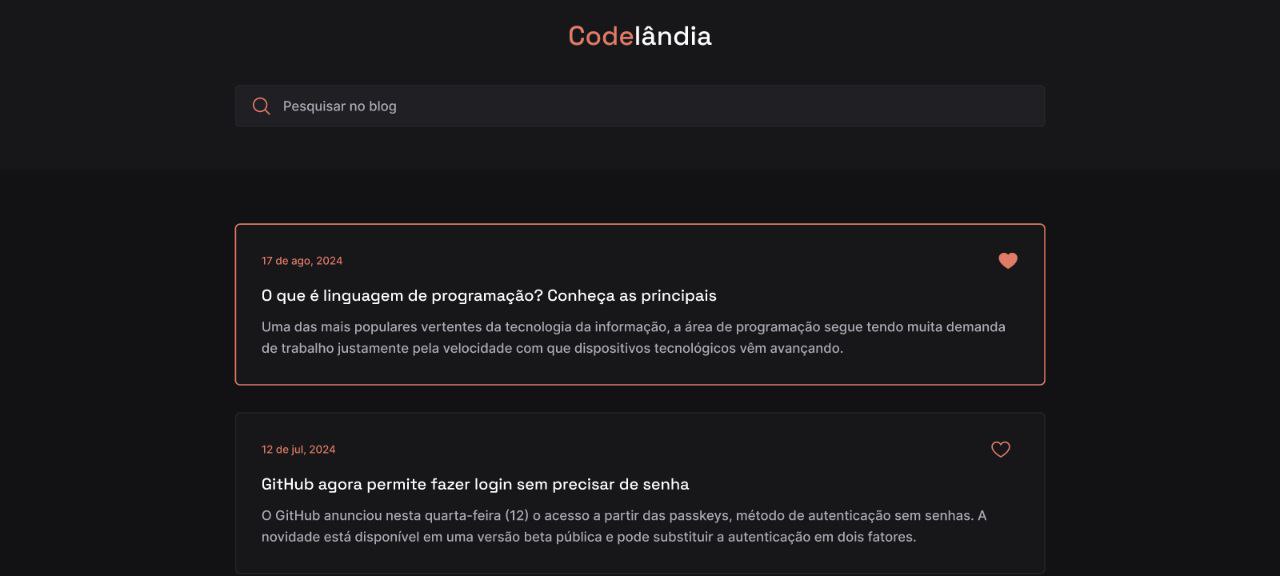 Codelândia
Pesquisar no blog
17 de ago, 2024
O que é linguagem de programação? Conheça as principais
Uma das mais populares vertentes da tecnologia da informação, a área de programação segue tendo muita demanda
de trabalho justamente pela velocidade com que dispositivos tecnológicos vêm avançando.
12 de jul, 2024
GitHub agora permite fazer login sem precisar de senha
O GitHub anunciou nesta quarta-feira (12) o acesso a partir das passkeys, método de autenticação sem senhas. A
novidade está disponível em uma versão beta pública e pode substituir a autenticação em dois fatores.